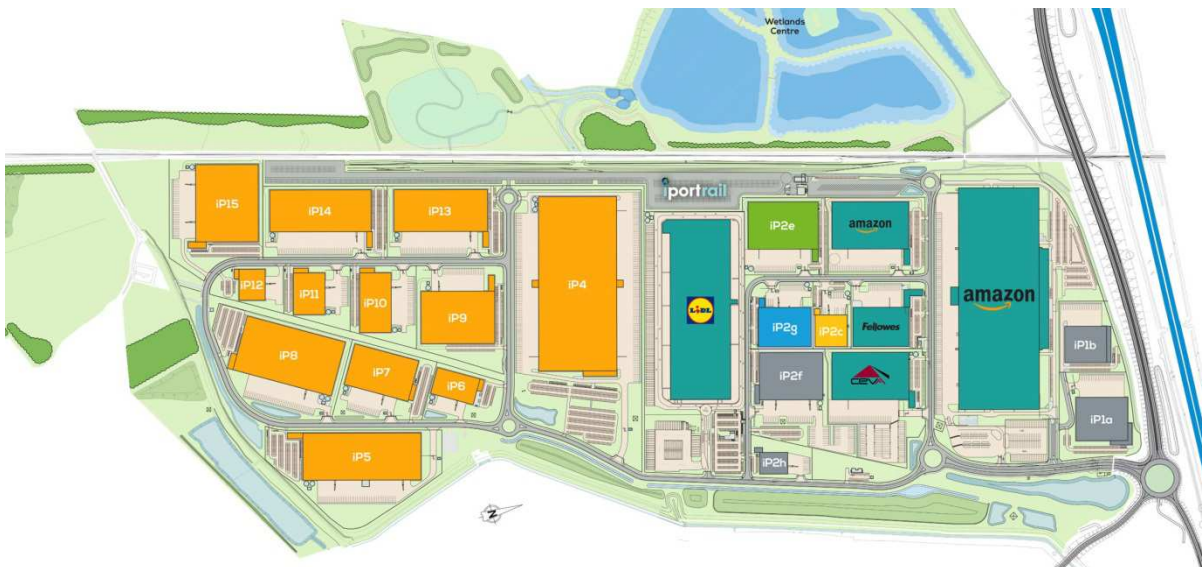 Wetlands
Centre
iportrail
iP15
iP14
iP13
iP4
iP2e
amazon
amazon
iP12
iP11
iP10
iP9
LIDL
iP2g
iP2c
Fellowes
iP1b
iP8
iP7
iP6
iP2f
CEVA
iP1a
iP5
iP2h
N